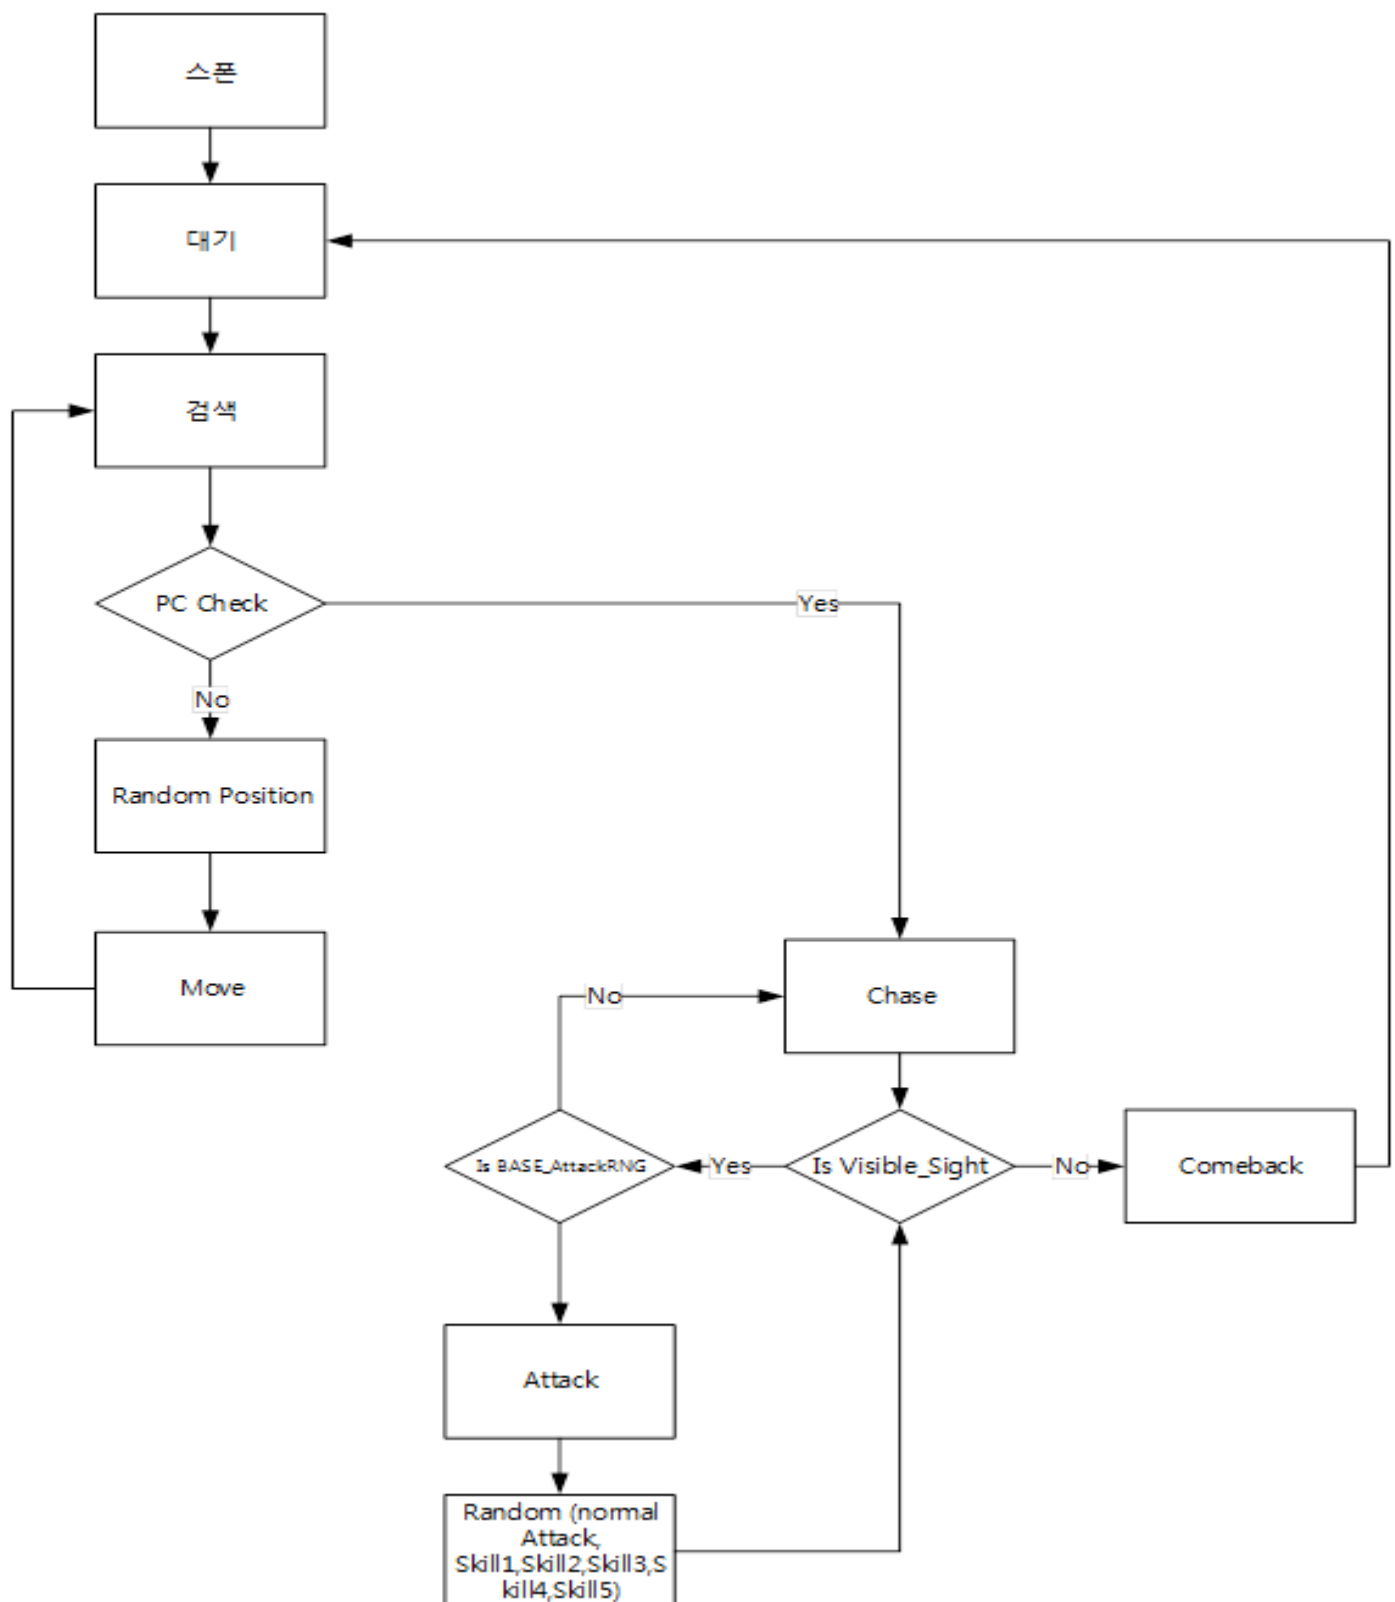 스폰
대기
검색
PC Check
Yes
No
Random Position
Move
No
Chase
Is BASE_AttackRNG
Yes
Is Visible_Sight
No
Comeback
Attack
Random (normal
Attack,
Skill1,Skill2,Skill3,S
kill4,Skill5)